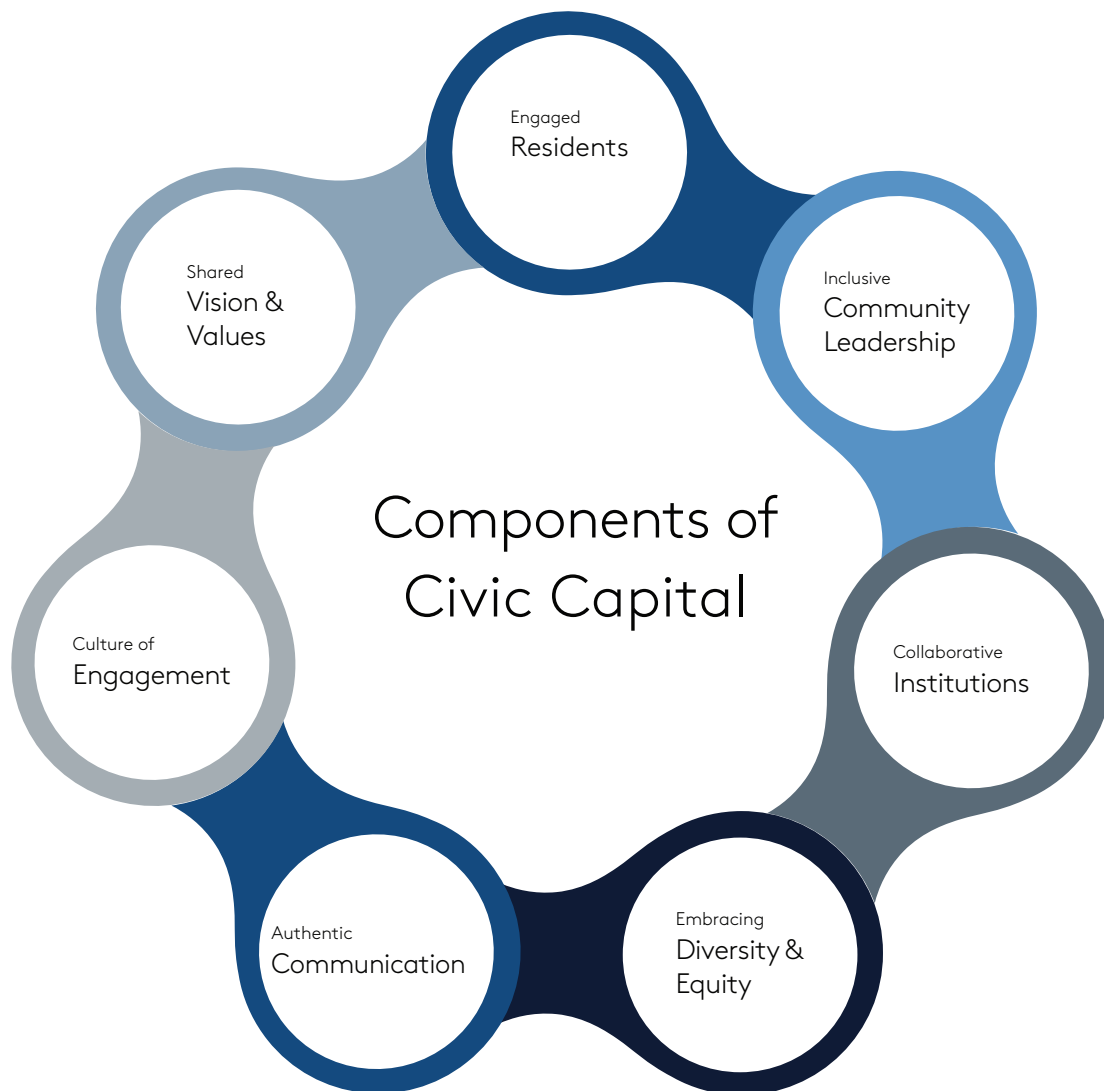 Engaged
Residents
Inclusive
Community
Leadership
Collaborative
Institutions
Embracing
Diversity &
Equity
Authentic
Communication
Culture of
Engagement
Shared
Vision &
Values
Components of
Civic Capital